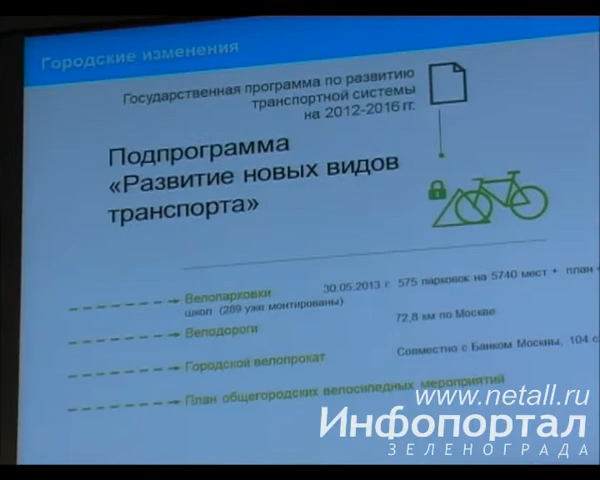 Городские изменения
Государственная программа по развитию
транспортной системы
на 2012-2016 гг.
Подпрограмма
«Развитие новых видов
транспорта»
Велопарковки 30.05.2013 г. 575 парковок на 5740 мест + план
школ (289 уже монтированы)
Велодороги 72,8 км по Москве
Городской велопрокат Совместно с Банком Москвы, 104 с
План общегородских велосипедных мероприятий
www.netall.ru
Инфопортал
ЗЕЛЕНОГРАДА